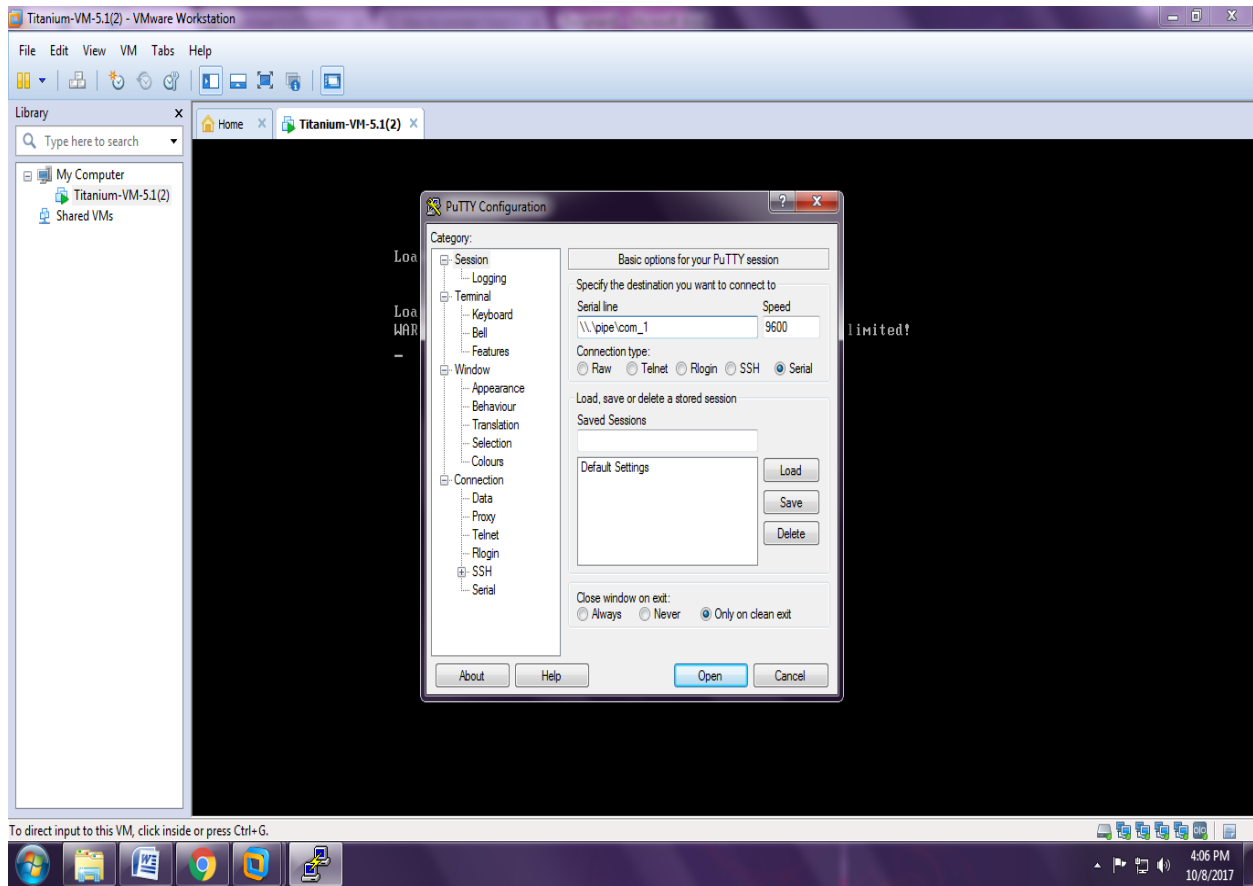 Titanium-VM-5.1(2) - VMware Workstation
File Edit View VM Tabs Help
Library x
Type here to search
My Computer
Titanium-VM-5.1(2)
Shared VMs
Home Titanium-VM-5.1(2)
Loa
Loa
WAR limited!
-
PuTTY Configuration
Category:
Session
Logging
Terminal
Keyboard
Bell
Features
Window
Appearance
Behaviour
Translation
Selection
Colours
Connection
Data
Proxy
Telnet
Rlogin
SSH
Serial
Basic options for your PuTTY session
Specify the destination you want to connect to
Serial line Speed
\\.\pipe\com_1 9600
Connection type:
Raw Telnet Rlogin SSH Serial
Load, save or delete a stored session
Saved Sessions
Default Settings
Load
Save
Delete
Close window on exit:
Always Never Only on clean exit
About Help Open Cancel
To direct input to this VM, click inside or press Ctrl+G.
4:06 PM
10/8/2017